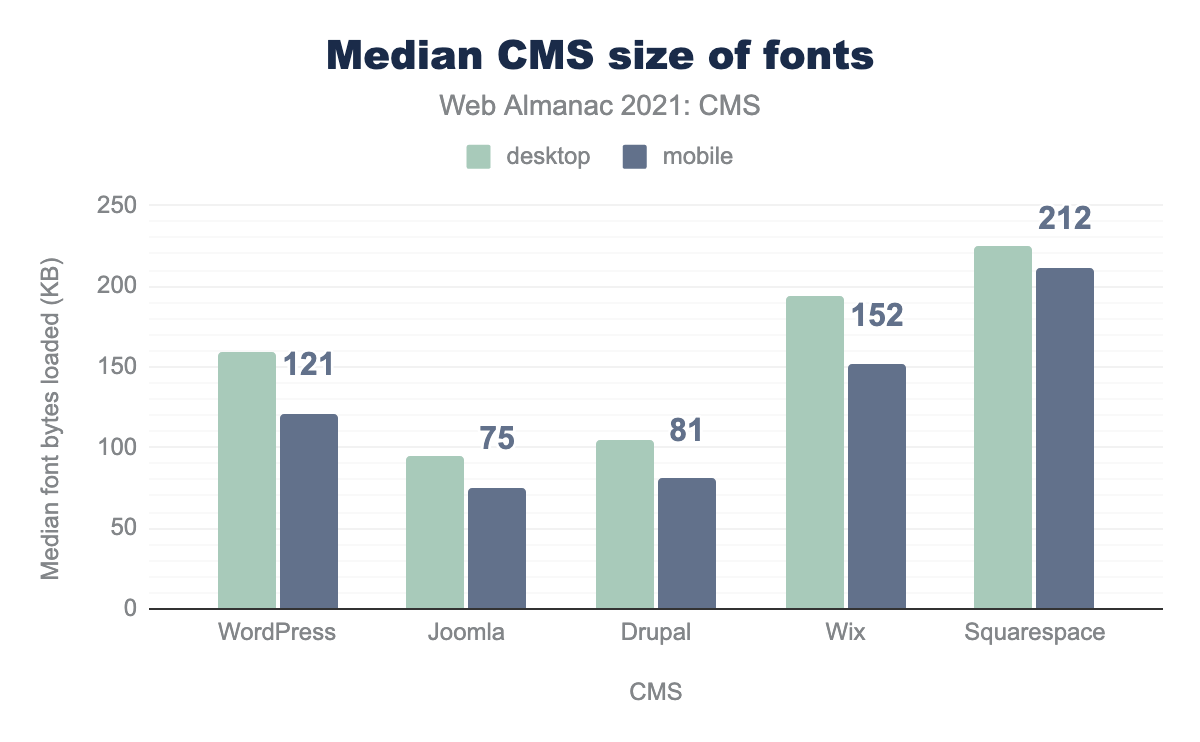 Median CMS size of fonts
Web Almanac 2021: CMS
desktop
mobile
Median font bytes loaded (KB)
250
200
150
100
50
0
121
75
81
152
212
WordPress
Joomla
Drupal
Wix
Squarespace
CMS